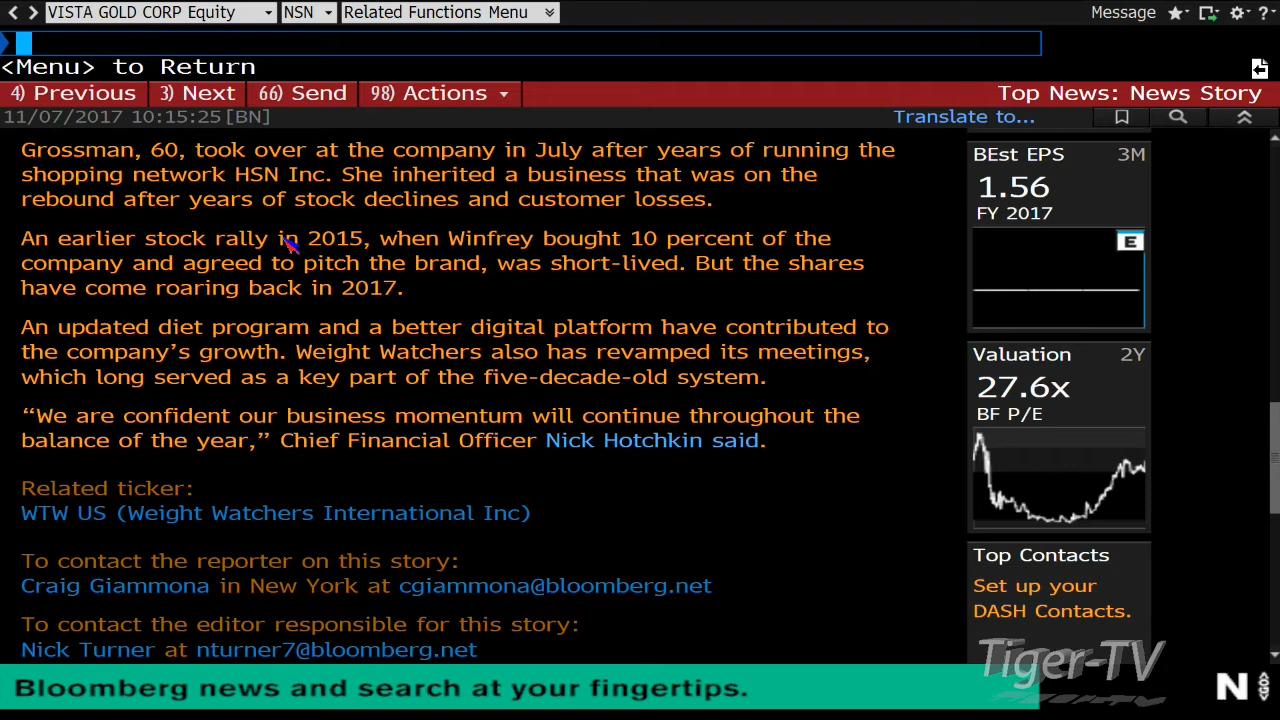 VISTA GOLD CORP Equity NSN Related Functions Menu Message
<Menu> to Return
4) Previous 3) Next 66) Send 98) Actions Top News: News Story
11/07/2017 10:15:25 [BN] Translate to...
Grossman, 60, took over at the company in July after years of running the
shopping network HSN Inc. She inherited a business that was on the
rebound after years of stock declines and customer losses.
An earlier stock rally in 2015, when Winfrey bought 10 percent of the
company and agreed to pitch the brand, was short-lived. But the shares
have come roaring back in 2017.
An updated diet program and a better digital platform have contributed to
the company’s growth. Weight Watchers also has revamped its meetings,
which long served as a key part of the five-decade-old system.
“We are confident our business momentum will continue throughout the
balance of the year,” Chief Financial Officer Nick Hotchkin said.
Related ticker:
WTW US (Weight Watchers International Inc)
To contact the reporter on this story:
Craig Giammona in New York at cgiammona@bloomberg.net
To contact the editor responsible for this story:
Nick Turner at nturner7@bloomberg.net
BEst EPS 3M
1.56
FY 2017
E
Valuation 2Y
27.6x
BF P/E
Top Contacts
Set up your
DASH Contacts.
Tiger-TV
Bloomberg news and search at your fingertips.
N